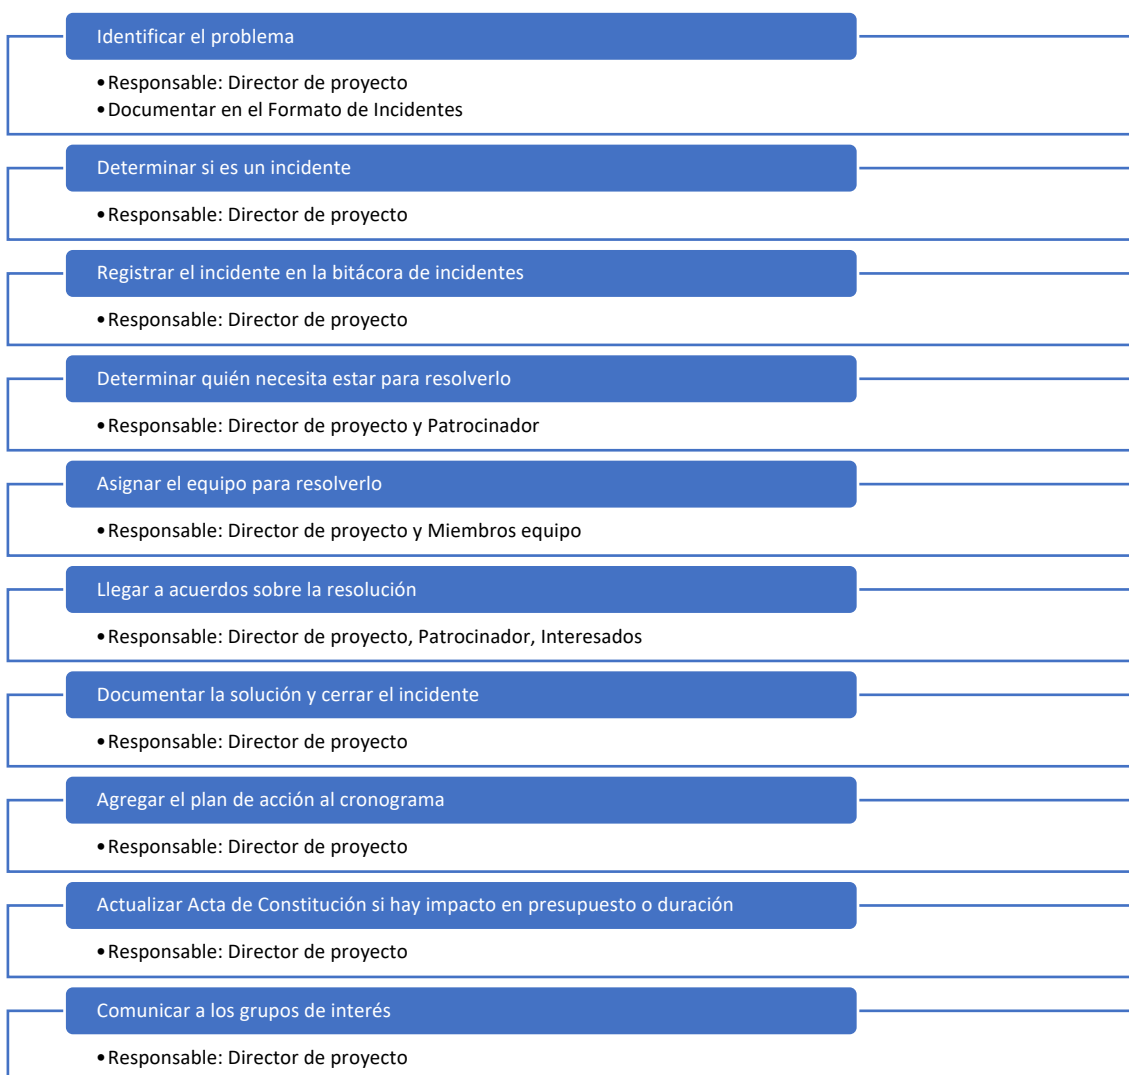 Identificar el problema
•Responsable: Director de proyecto
•Documentar en el Formato de Incidentes
Determinar si es un incidente
•Responsable: Director de proyecto
Registrar el incidente en la bitácora de incidentes
•Responsable: Director de proyecto
Determinar quién necesita estar para resolverlo
•Responsable: Director de proyecto y Patrocinador
Asignar el equipo para resolverlo
•Responsable: Director de proyecto y Miembros equipo
Llegar a acuerdos sobre la resolución
•Responsable: Director de proyecto, Patrocinador, Interesados
Documentar la solución y cerrar el incidente
•Responsable: Director de proyecto
Agregar el plan de acción al cronograma
•Responsable: Director de proyecto
Actualizar Acta de Constitución si hay impacto en presupuesto o duración
•Responsable: Director de proyecto
Comunicar a los grupos de interés
•Responsable: Director de proyecto